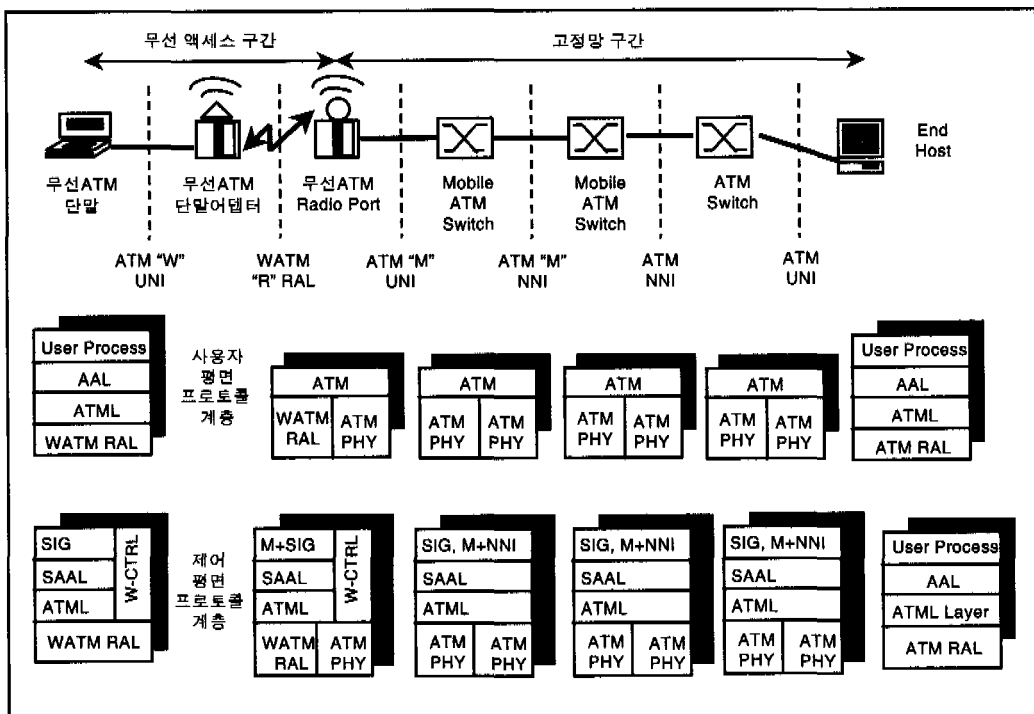 무선 액세스 구간
고정망 구간
무선ATM
단말
무선ATM
단말어뎁터
무선ATM
Radio Port
Mobile
ATM
Switch
Mobile
ATM
Switch
ATM
Switch
End
Host
ATM “W”
UNI
WATM
“R” RAL
ATM “M”
UNI
ATM “M”
NNI
ATM
NNI
ATM
UNI
User Process
AAL
ATML
WATM RAL
사용자
평면
프로토콜
계층
ATM
WATM
RAL
ATM
PHY
ATM
ATM
PHY
ATM
PHY
ATM
ATM
PHY
ATM
PHY
ATM
ATM
PHY
ATM
PHY
User Process
AAL
ATML
ATM RAL
SIG
SAAL
ATML
W-CTRL
WATM RAL
제어
평면
프로토콜
계층
M+SIG
SAAL
ATML
W-CTRL
WATM
RAL
ATM
PHY
SIG, M+NNI
SAAL
ATML
ATM
PHY
ATM
PHY
SIG, M+NNI
SAAL
ATML
ATM
PHY
ATM
PHY
SIG, M+NNI
SAAL
ATML
ATM
PHY
ATM
PHY
User Process
AAL
ATML Layer
ATM RAL